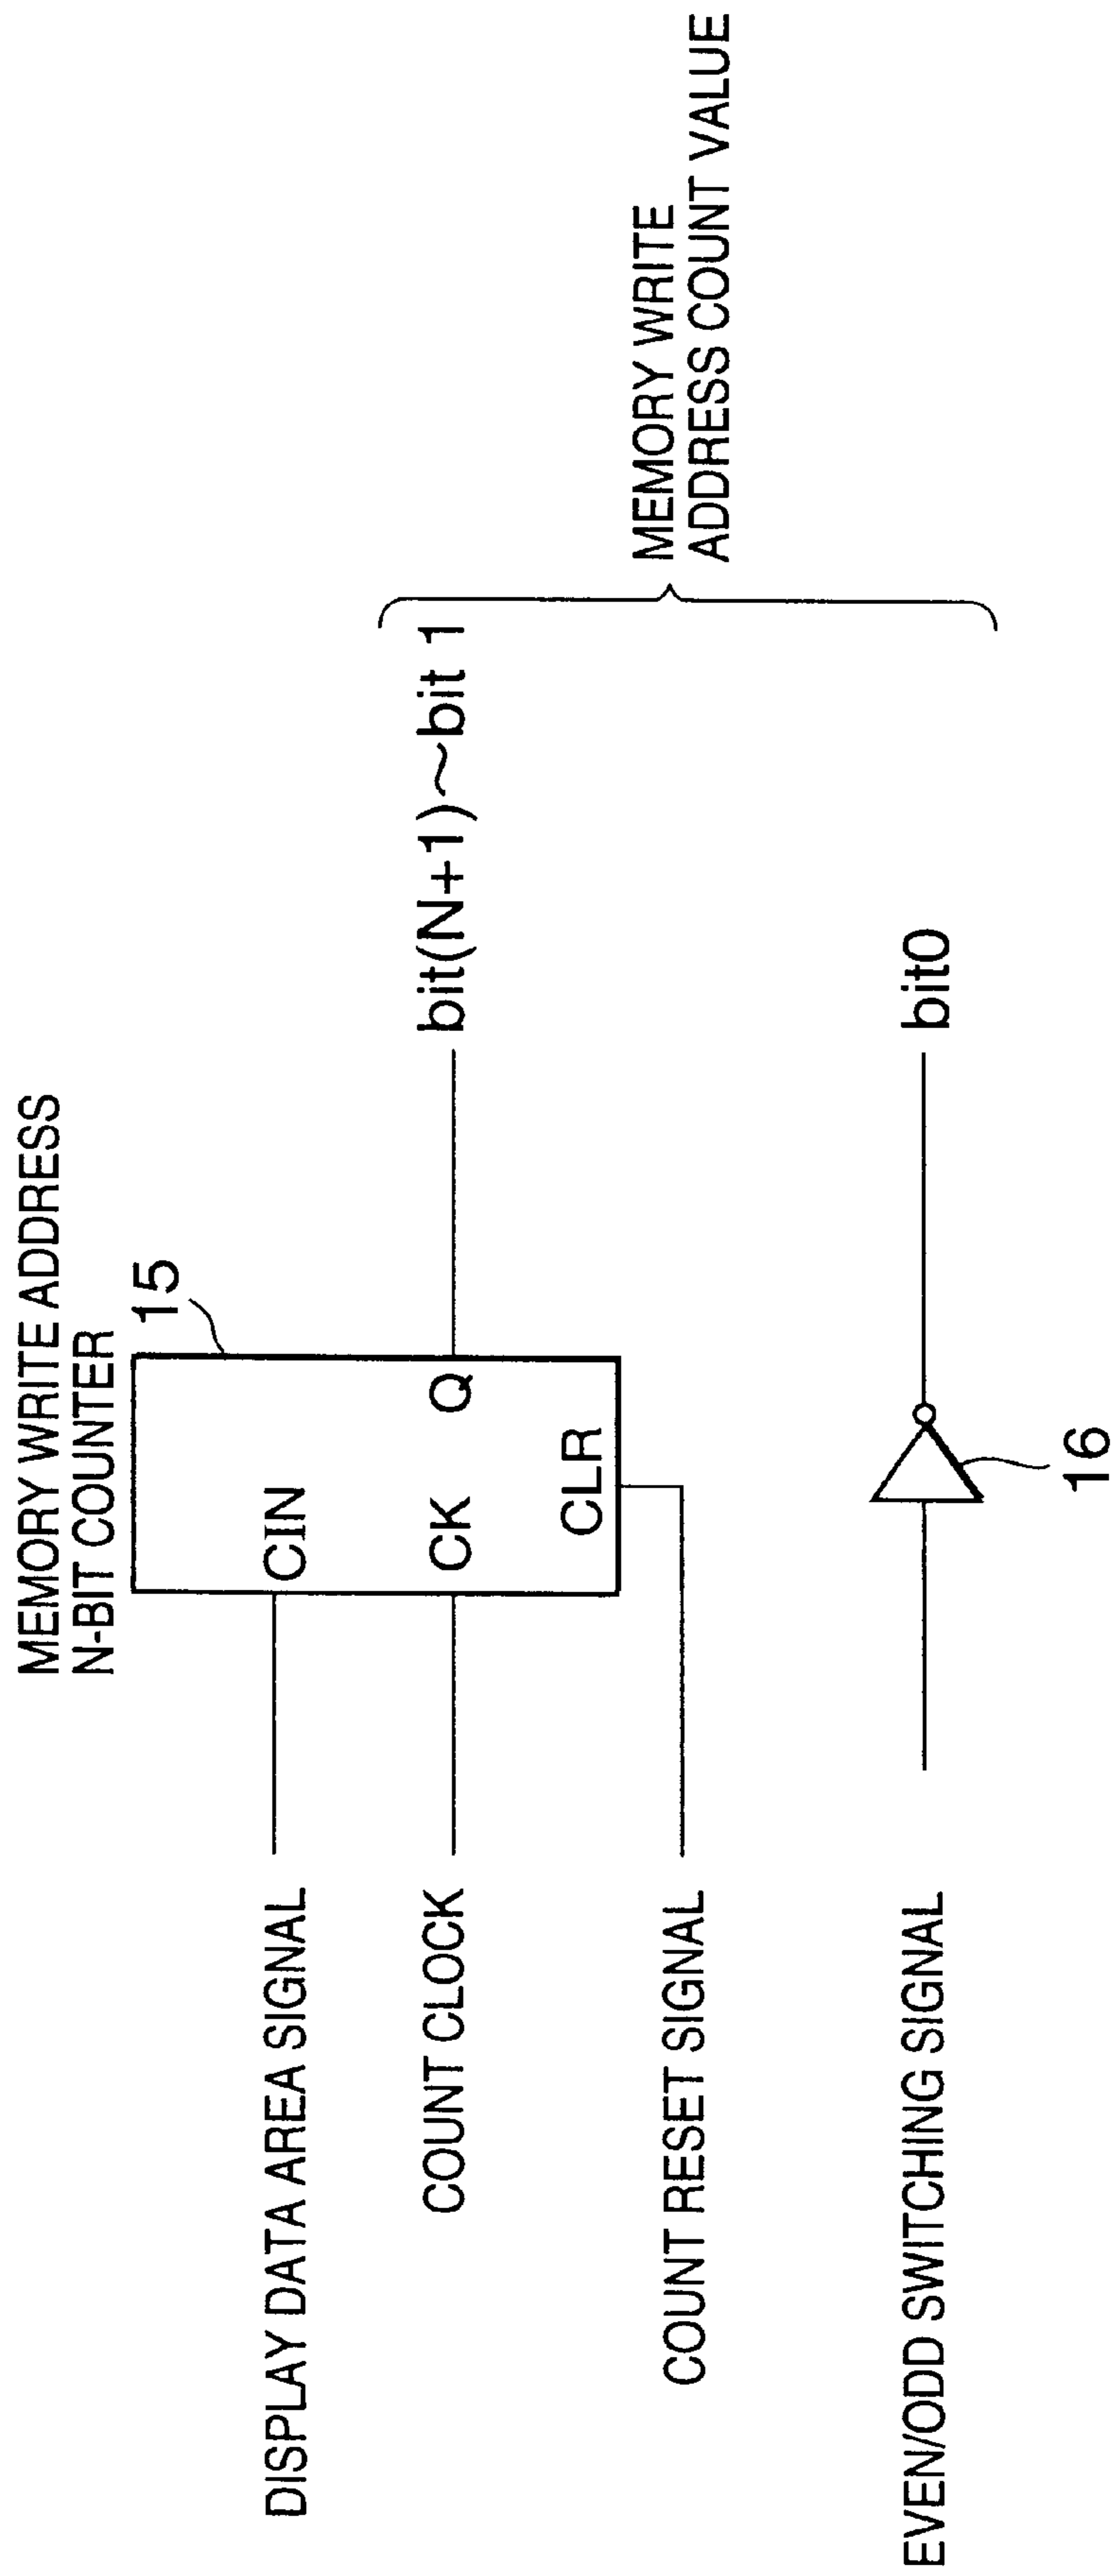 MEMORY WRITE ADDRESS
N-BIT COUNTER
15
DISPLAY DATA AREA SIGNAL
CIN
COUNT CLOCK
CK
Q
bit(N+1)~bit 1
CLR
COUNT RESET SIGNAL
MEMORY WRITE
ADDRESS COUNT VALUE
EVEN/ODD SWITCHING SIGNAL
bit0
16